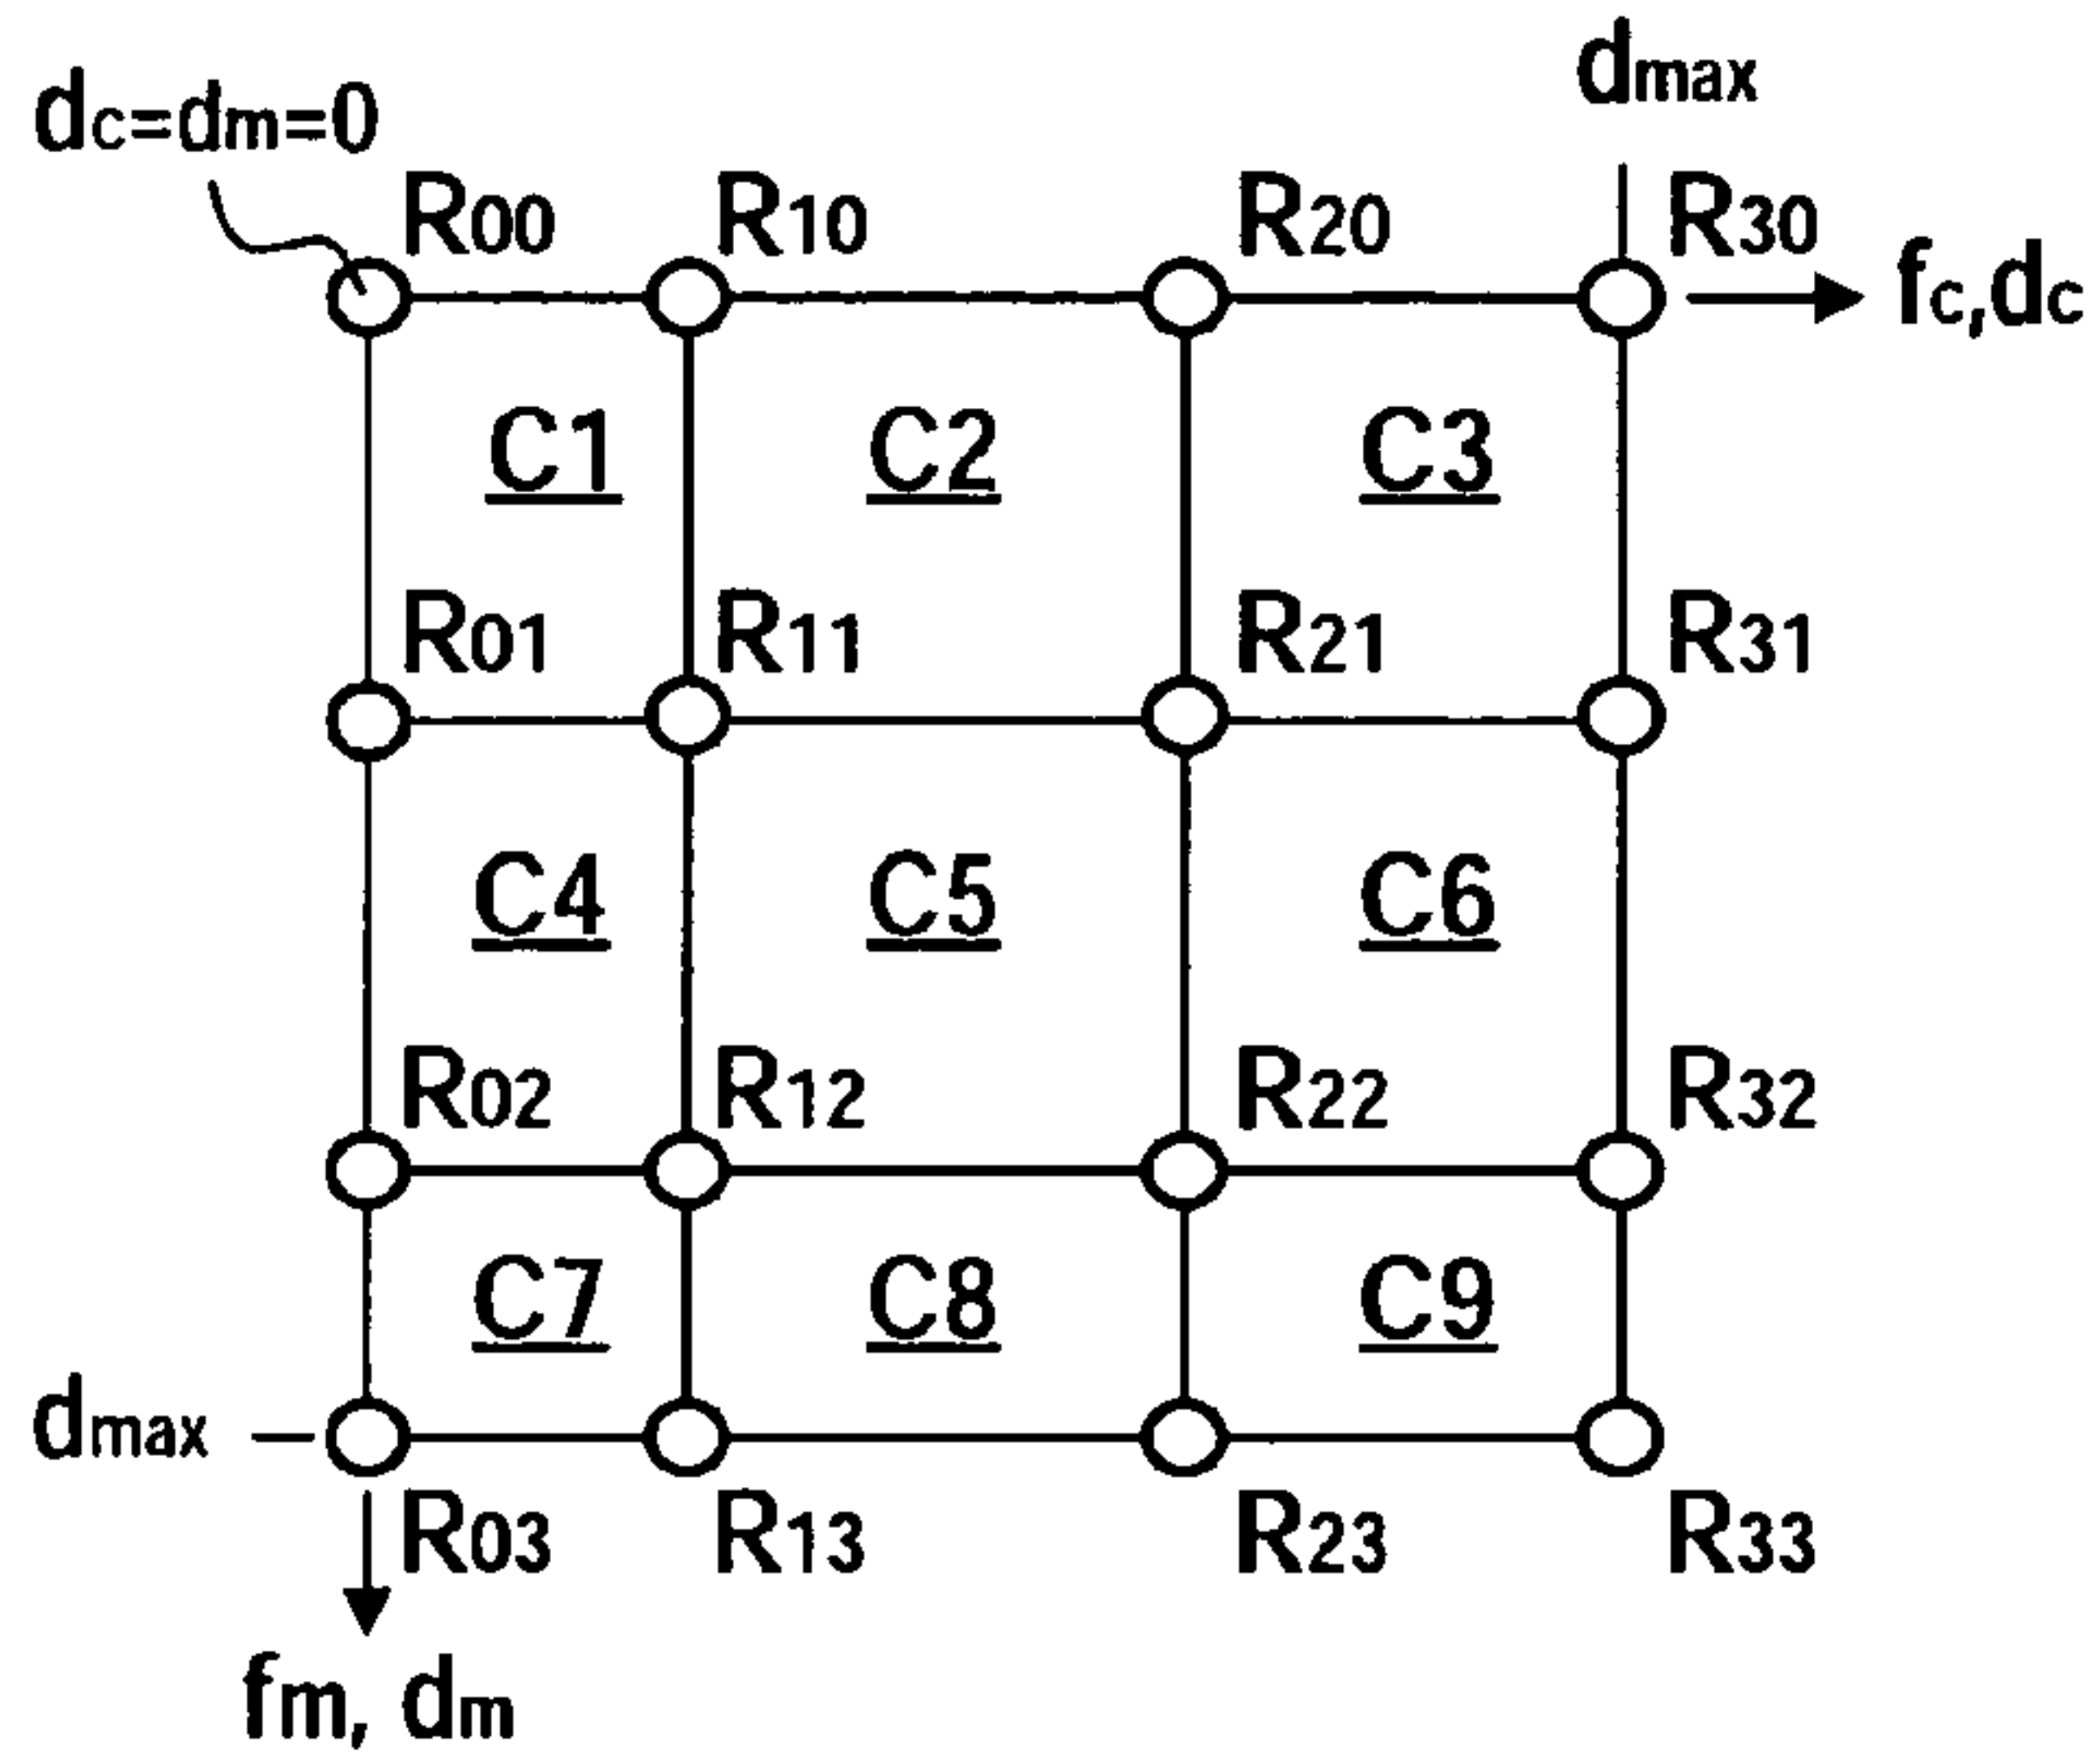 dmax
dc=dm=0
R00 R10 R20 R30
fc,dc
C1 C2 C3
R01 R11 R21 R31
C4 C5 C6
R02 R12 R22 R32
C7 C8 C9
dmax
R03 R13 R23 R33
fm, dm